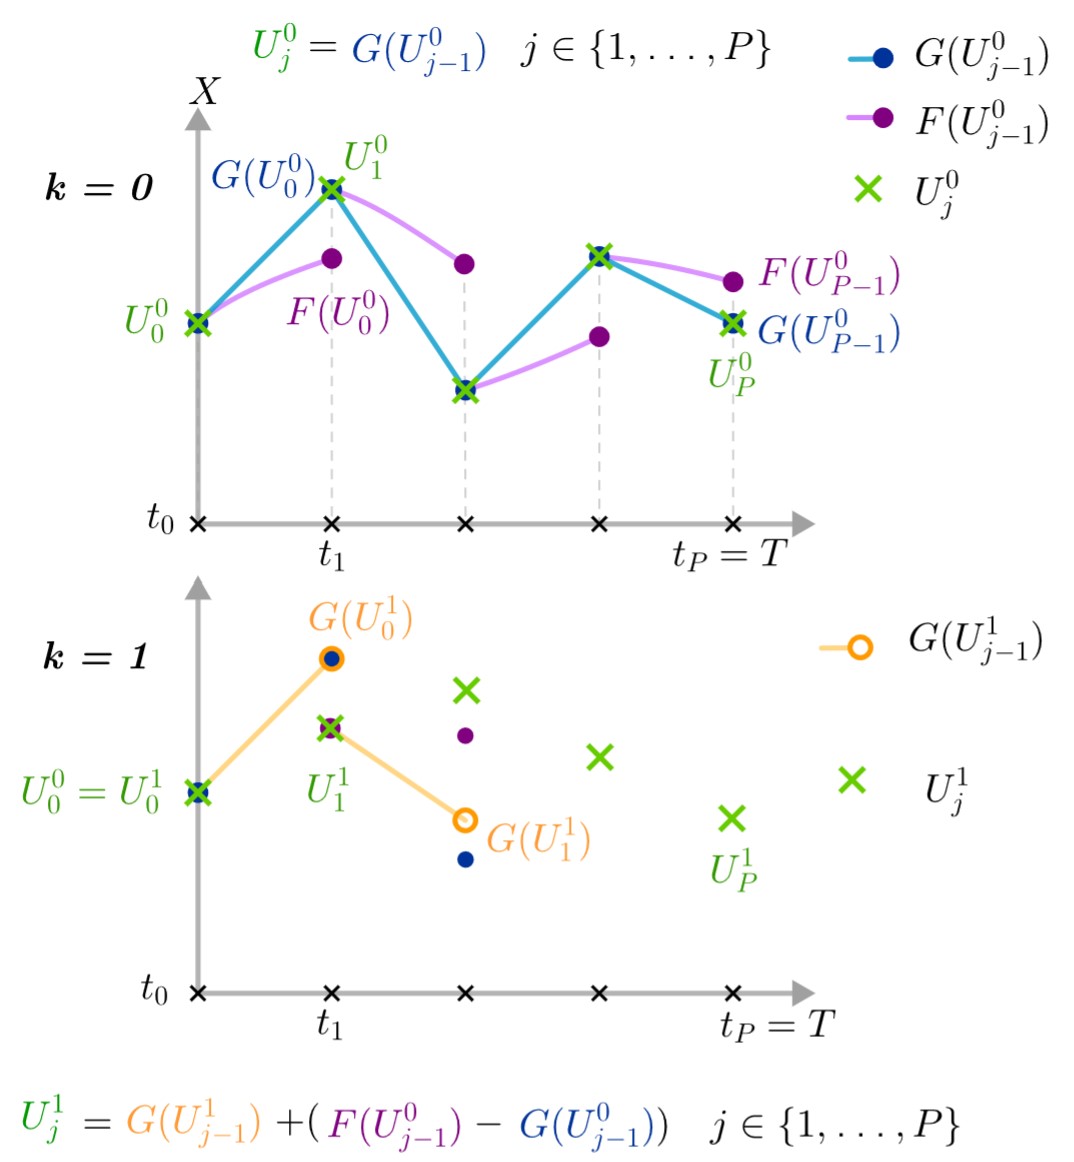 U_j^0 = G(U_{j-1}^0) j ∈ {1, . . . , P}
G(U_{j-1}^0)
F(U_{j-1}^0)
U_j^0
X
k = 0
G(U_0^0)
U_1^0
U_0^0
F(U_0^0)
F(U_{P-1}^0)
G(U_{P-1}^0)
U_P^0
t_0
t_1
t_P = T
k = 1
G(U_0^1)
G(U_{j-1}^1)
U_0^0 = U_0^1
U_1^1
G(U_1^1)
U_j^1
U_P^1
t_0
t_1
t_P = T
U_j^1 = G(U_{j-1}^1) +( F(U_{j-1}^0) − G(U_{j-1}^0)) j ∈ {1, . . . , P}